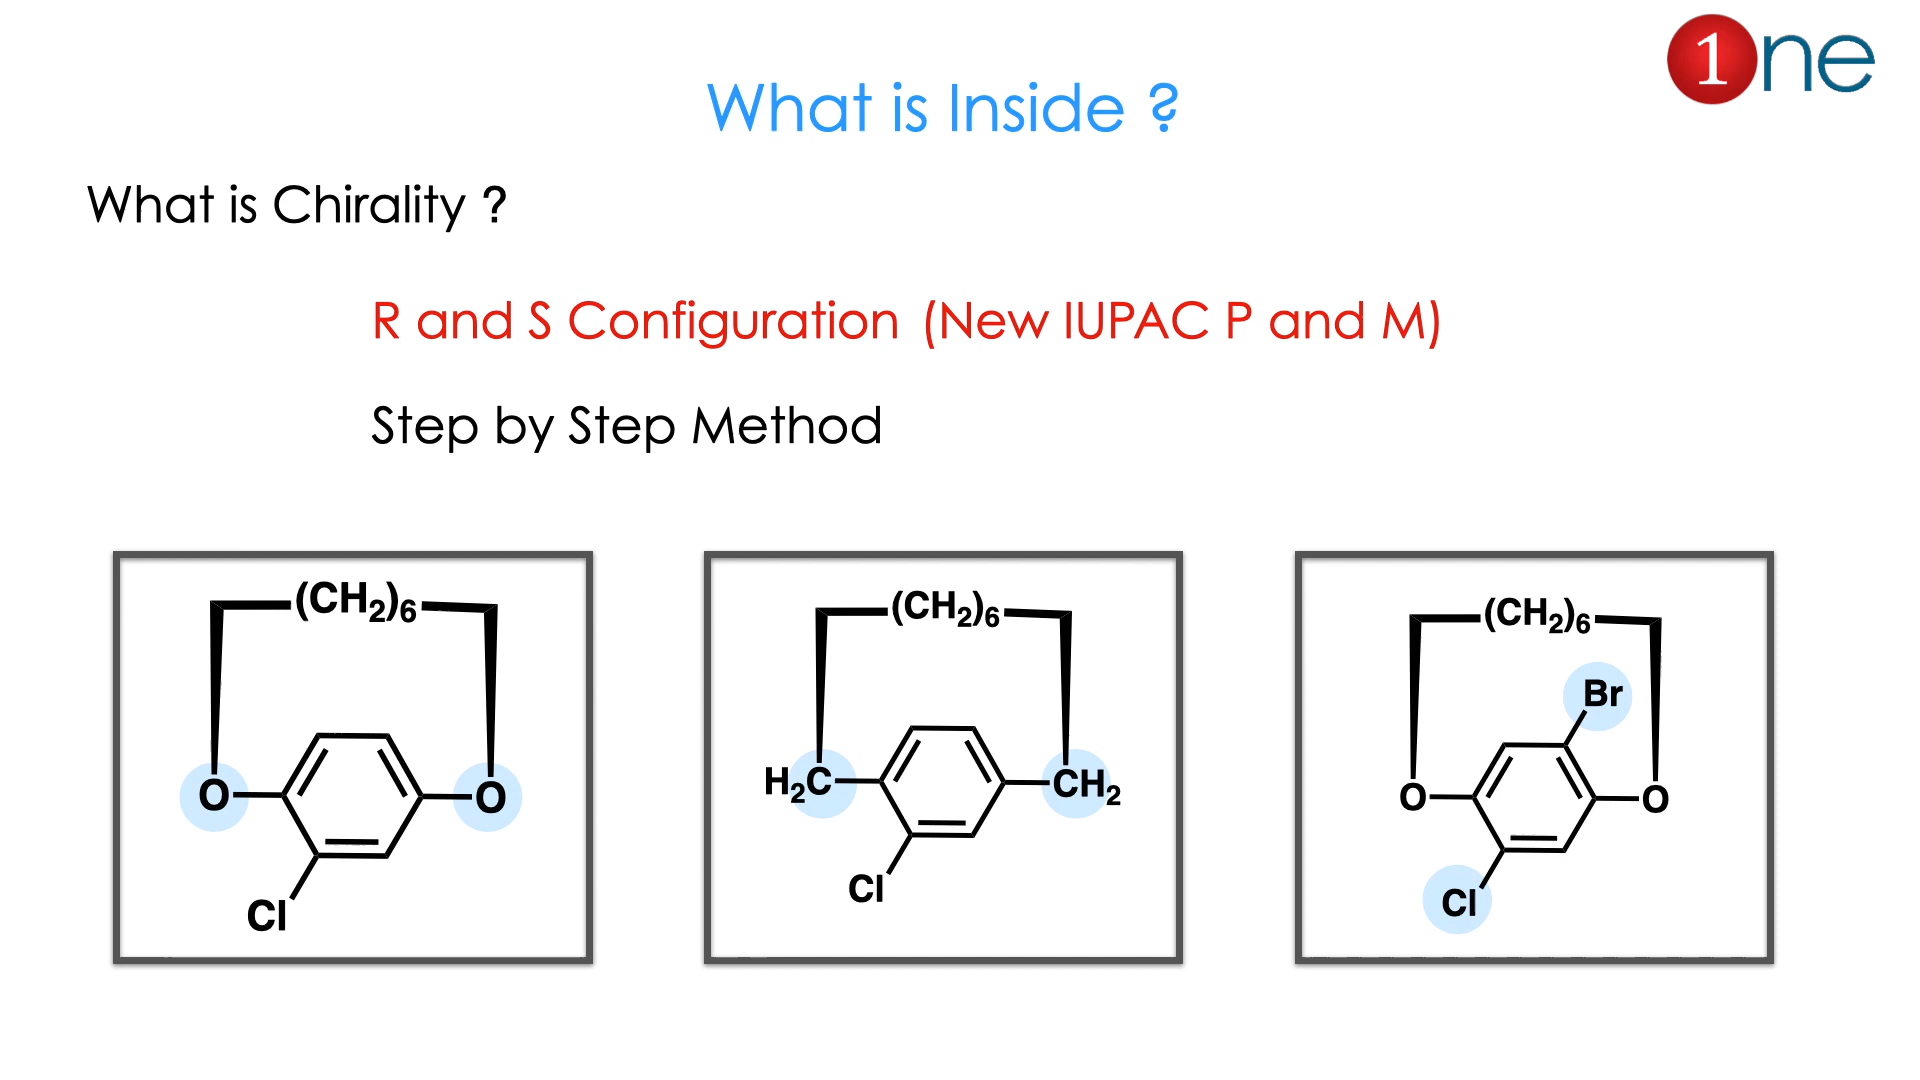 1ne
What is Inside ?
What is Chirality ?
R and S Configuration (New IUPAC P and M)
Step by Step Method
(CH2)6
O
O
Cl
(CH2)6
H2C
CH2
Cl
(CH2)6
Br
O
O
Cl